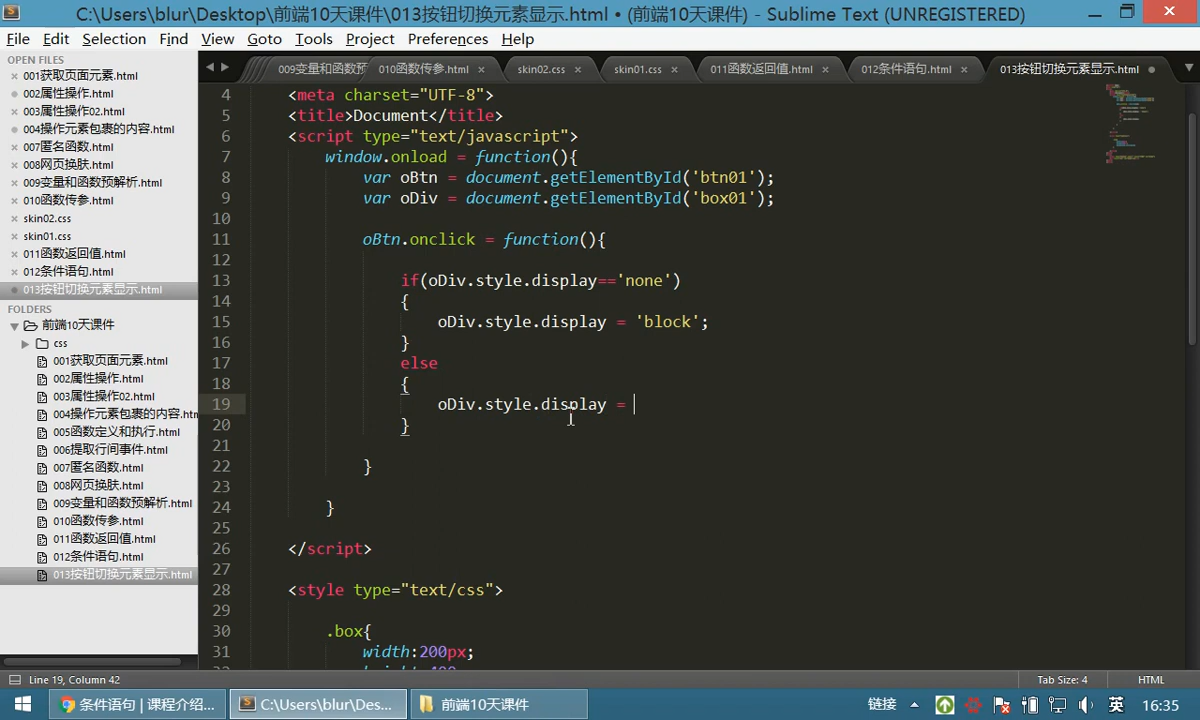 C:\Users\blur\Desktop\前端10天课件\013按钮切换元素显示.html • (前端10天课件) - Sublime Text (UNREGISTERED)
File Edit Selection Find View Goto Tools Project Preferences Help
OPEN FILES
001获取页面元素.html
002属性操作.html
003属性操作02.html
004操作元素包裹的内容.html
007匿名函数.html
008网页换肤.html
009变量和函数预解析.html
010函数传参.html
skin02.css
skin01.css
011函数返回值.html
012条件语句.html
013按钮切换元素显示.html
FOLDERS
前端10天课件
css
001获取页面元素.html
002属性操作.html
003属性操作02.html
004操作元素包裹的内容.htm
005函数定义和执行.html
006提取行间事件.html
007匿名函数.html
008网页换肤.html
009变量和函数预解析.html
010函数传参.html
011函数返回值.html
012条件语句.html
013按钮切换元素显示.html
009变量和函数预 010函数传参.html skin02.css skin01.css 011函数返回值.html 012条件语句.html 013按钮切换元素显示.html
4 <meta charset="UTF-8">
5 <title>Document</title>
6 <script type="text/javascript">
7 window.onload = function(){
8 var oBtn = document.getElementById('btn01');
9 var oDiv = document.getElementById('box01');
10
11 oBtn.onclick = function(){
12
13 if(oDiv.style.display=='none')
14 {
15 oDiv.style.display = 'block';
16 }
17 else
18 {
19 oDiv.style.display =
20 }
21
22 }
23
24 }
25
26 </script>
27
28 <style type="text/css">
29
30 .box{
31 width:200px;
Line 19, Column 42 Tab Size: 4 HTML
条件语句 | 课程介绍... C:\Users\blur\Des... 前端10天课件 链接 英 16:35